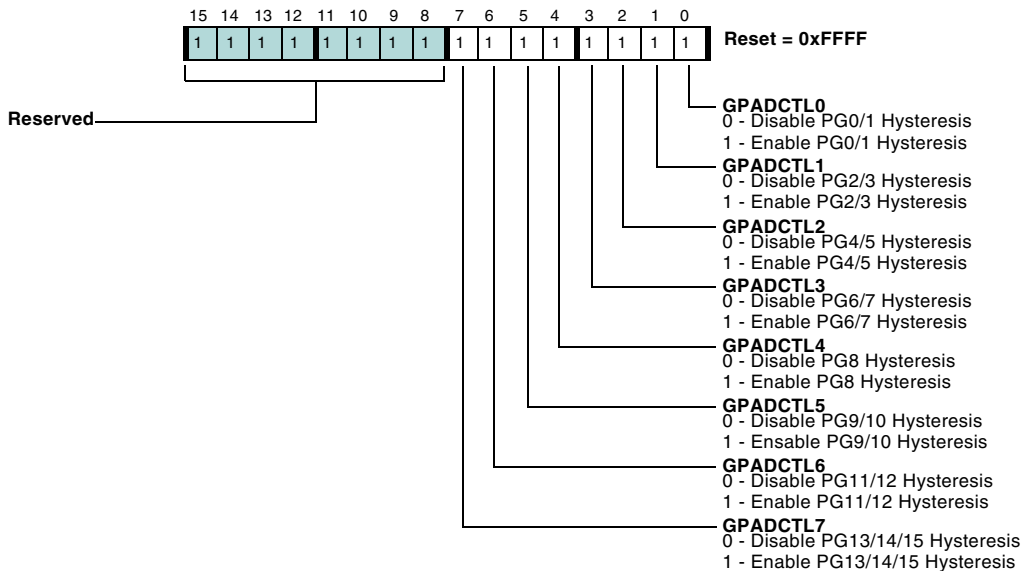 15 14 13 12 11 10 9 8 7 6 5 4 3 2 1 0
1 1 1 1 1 1 1 1 1 1 1 1 1 1 1 1 Reset = 0xFFFF
Reserved
GPADCTL0
0 - Disable PG0/1 Hysteresis
1 - Enable PG0/1 Hysteresis
GPADCTL1
0 - Disable PG2/3 Hysteresis
1 - Enable PG2/3 Hysteresis
GPADCTL2
0 - Disable PG4/5 Hysteresis
1 - Enable PG4/5 Hysteresis
GPADCTL3
0 - Disable PG6/7 Hysteresis
1 - Enable PG6/7 Hysteresis
GPADCTL4
0 - Disable PG8 Hysteresis
1 - Enable PG8 Hysteresis
GPADCTL5
0 - Disable PG9/10 Hysteresis
1 - Ensable PG9/10 Hysteresis
GPADCTL6
0 - Disable PG11/12 Hysteresis
1 - Enable PG11/12 Hysteresis
GPADCTL7
0 - Disable PG13/14/15 Hysteresis
1 - Enable PG13/14/15 Hysteresis